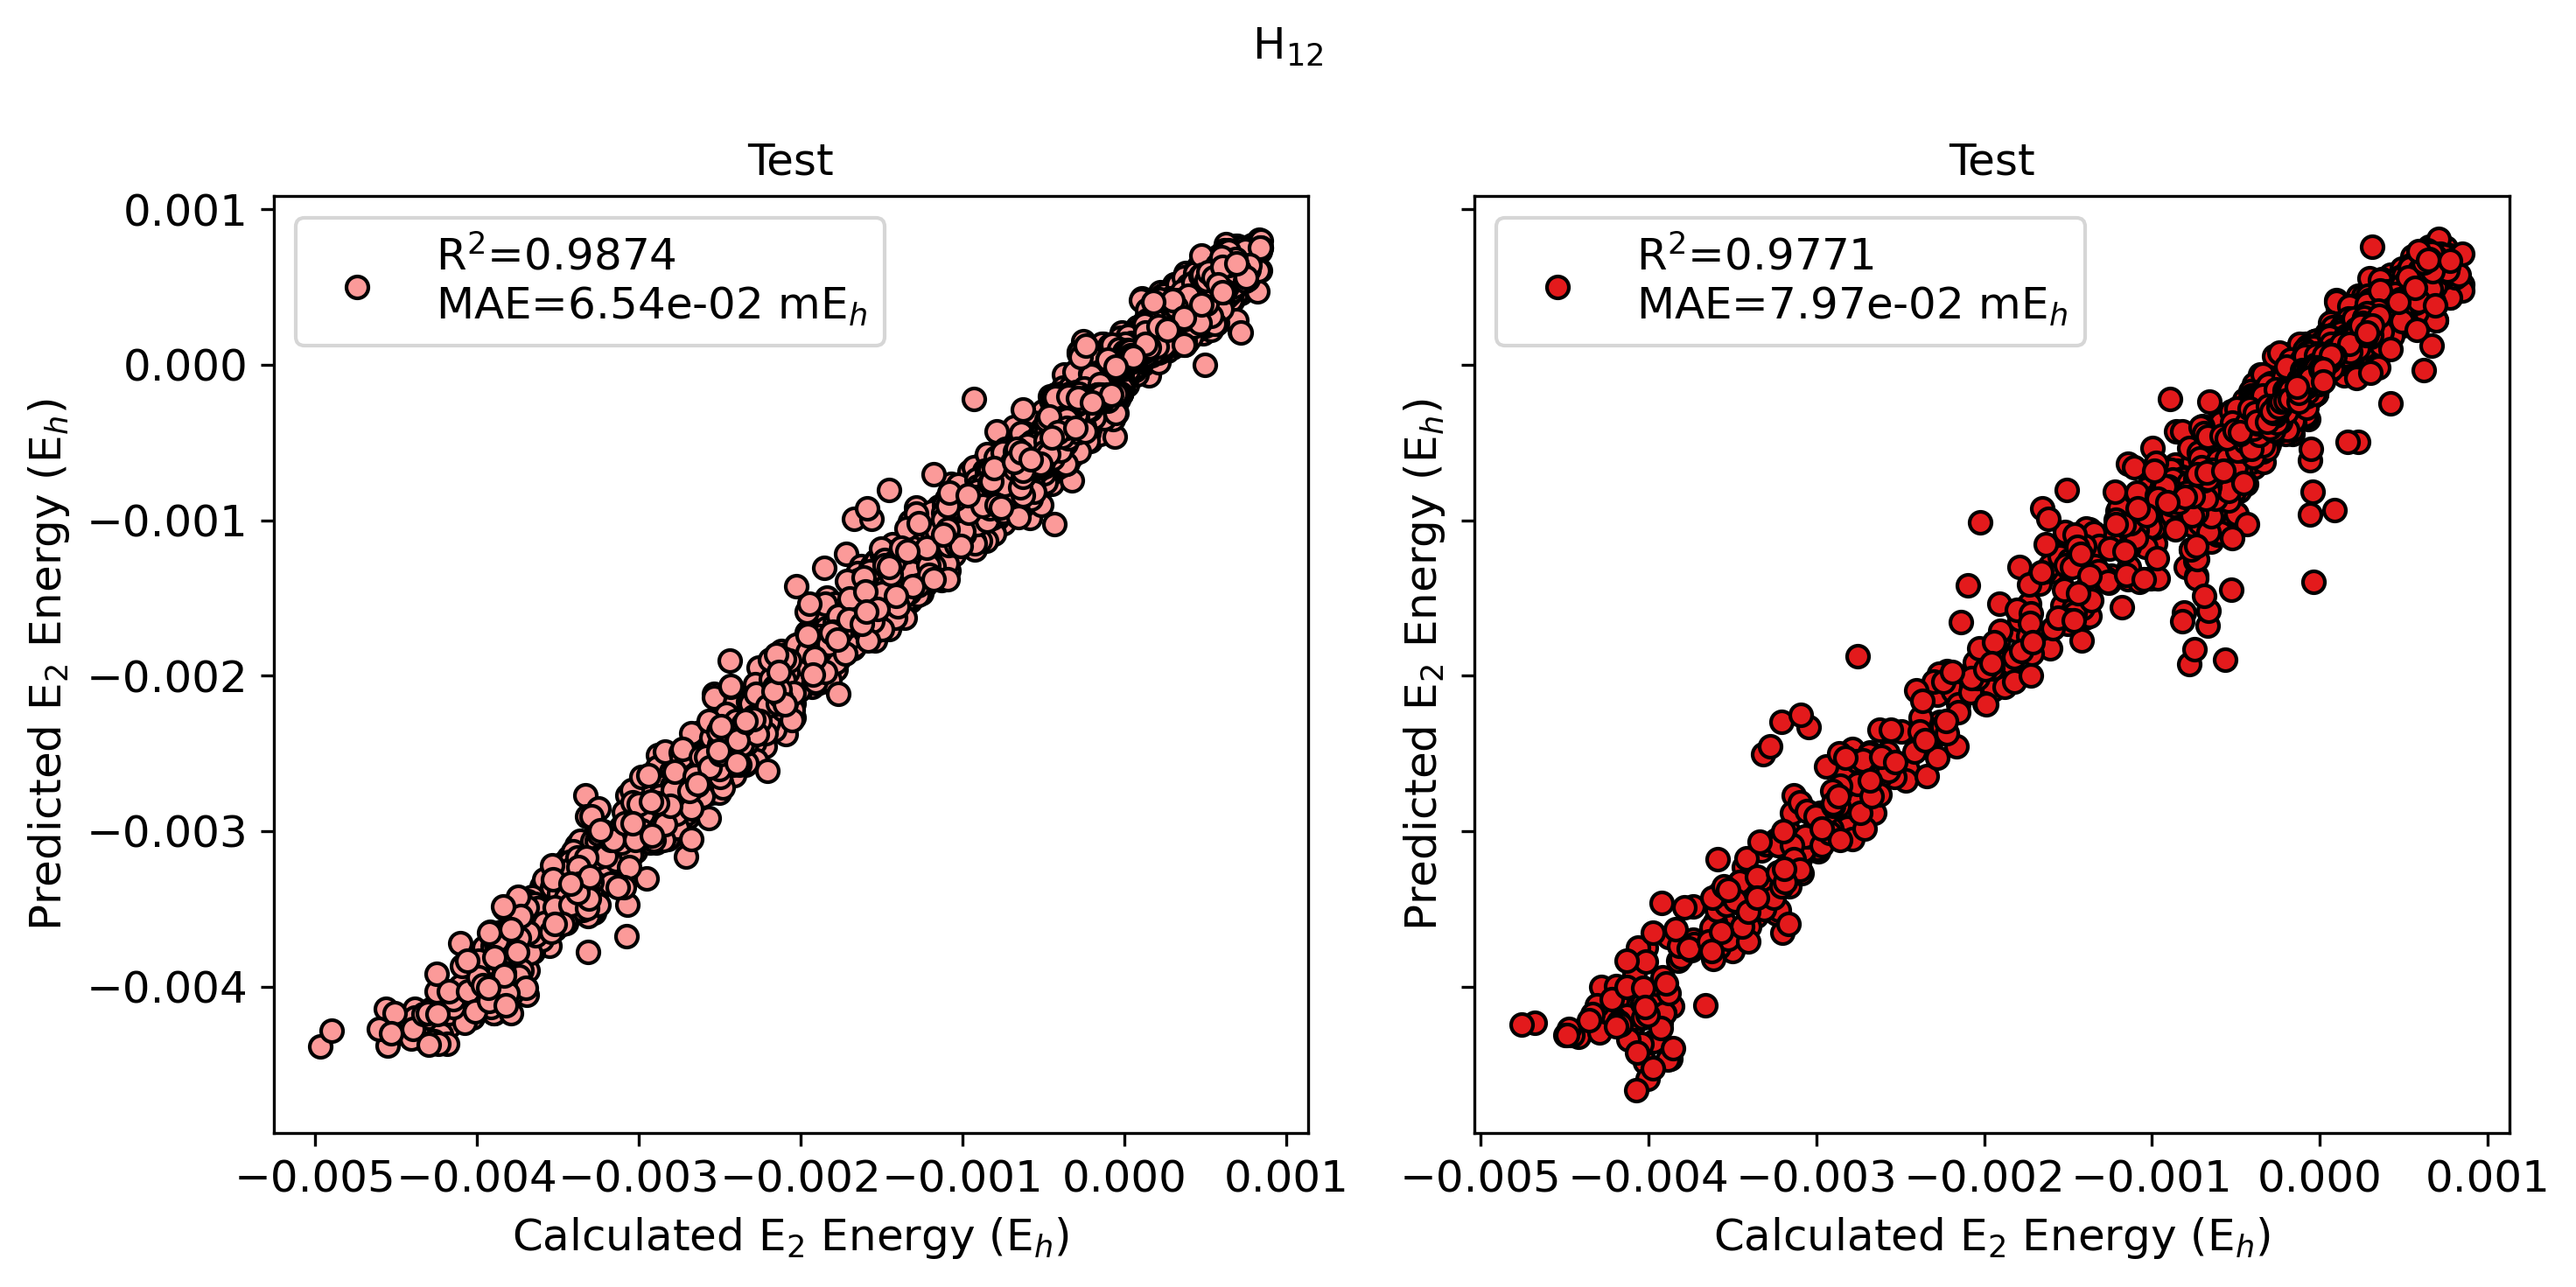 H₁₂
Test
R²=0.9874
MAE=6.54e-02 mEₕ
0.001
0.000
−0.001
−0.002
−0.003
−0.004
Predicted E₂ Energy (Eₕ)
−0.005 −0.004 −0.003 −0.002 −0.001 0.000 0.001
Calculated E₂ Energy (Eₕ)
Test
R²=0.9771
MAE=7.97e-02 mEₕ
Predicted E₂ Energy (Eₕ)
−0.005 −0.004 −0.003 −0.002 −0.001 0.000 0.001
Calculated E₂ Energy (Eₕ)